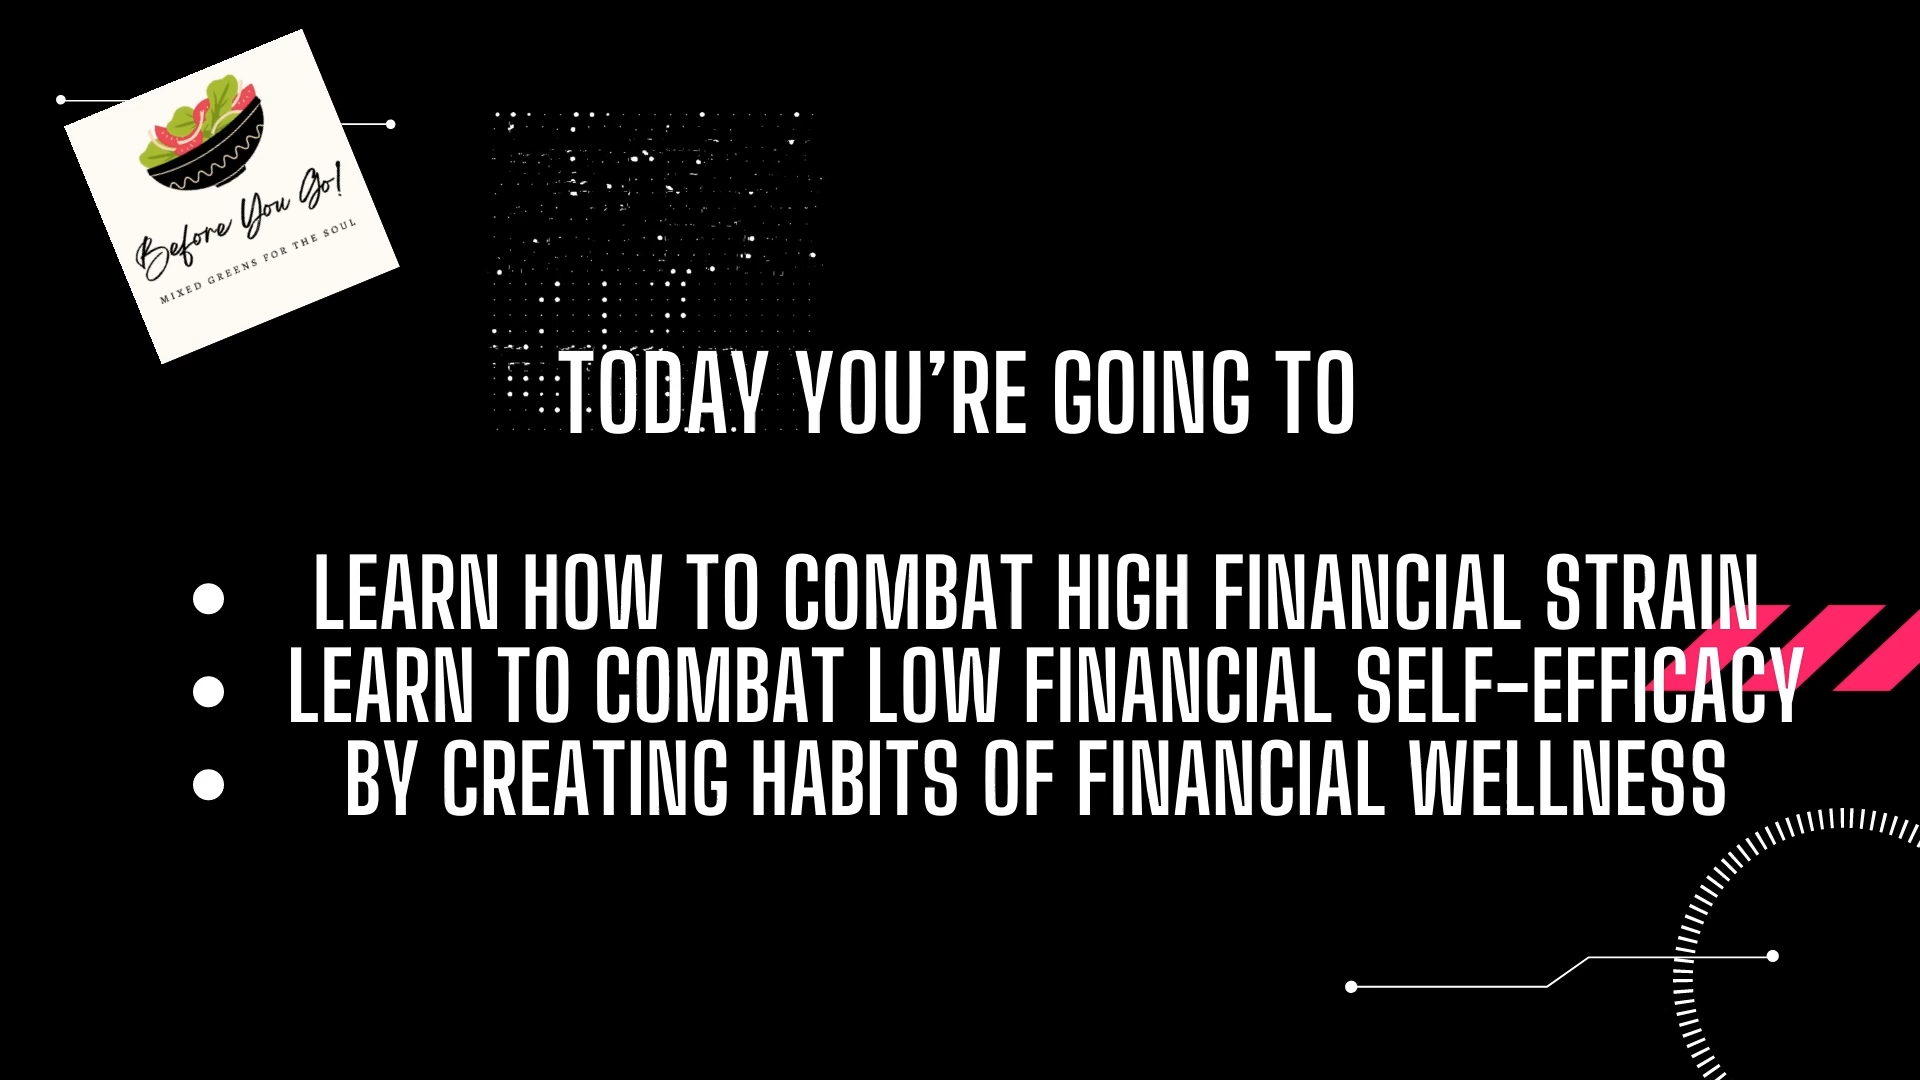 Before You Go!
MIXED GREENS FOR THE SOUL
TODAY YOU’RE GOING TO
● LEARN HOW TO COMBAT HIGH FINANCIAL STRAIN
● LEARN TO COMBAT LOW FINANCIAL SELF-EFFICACY
● BY CREATING HABITS OF FINANCIAL WELLNESS